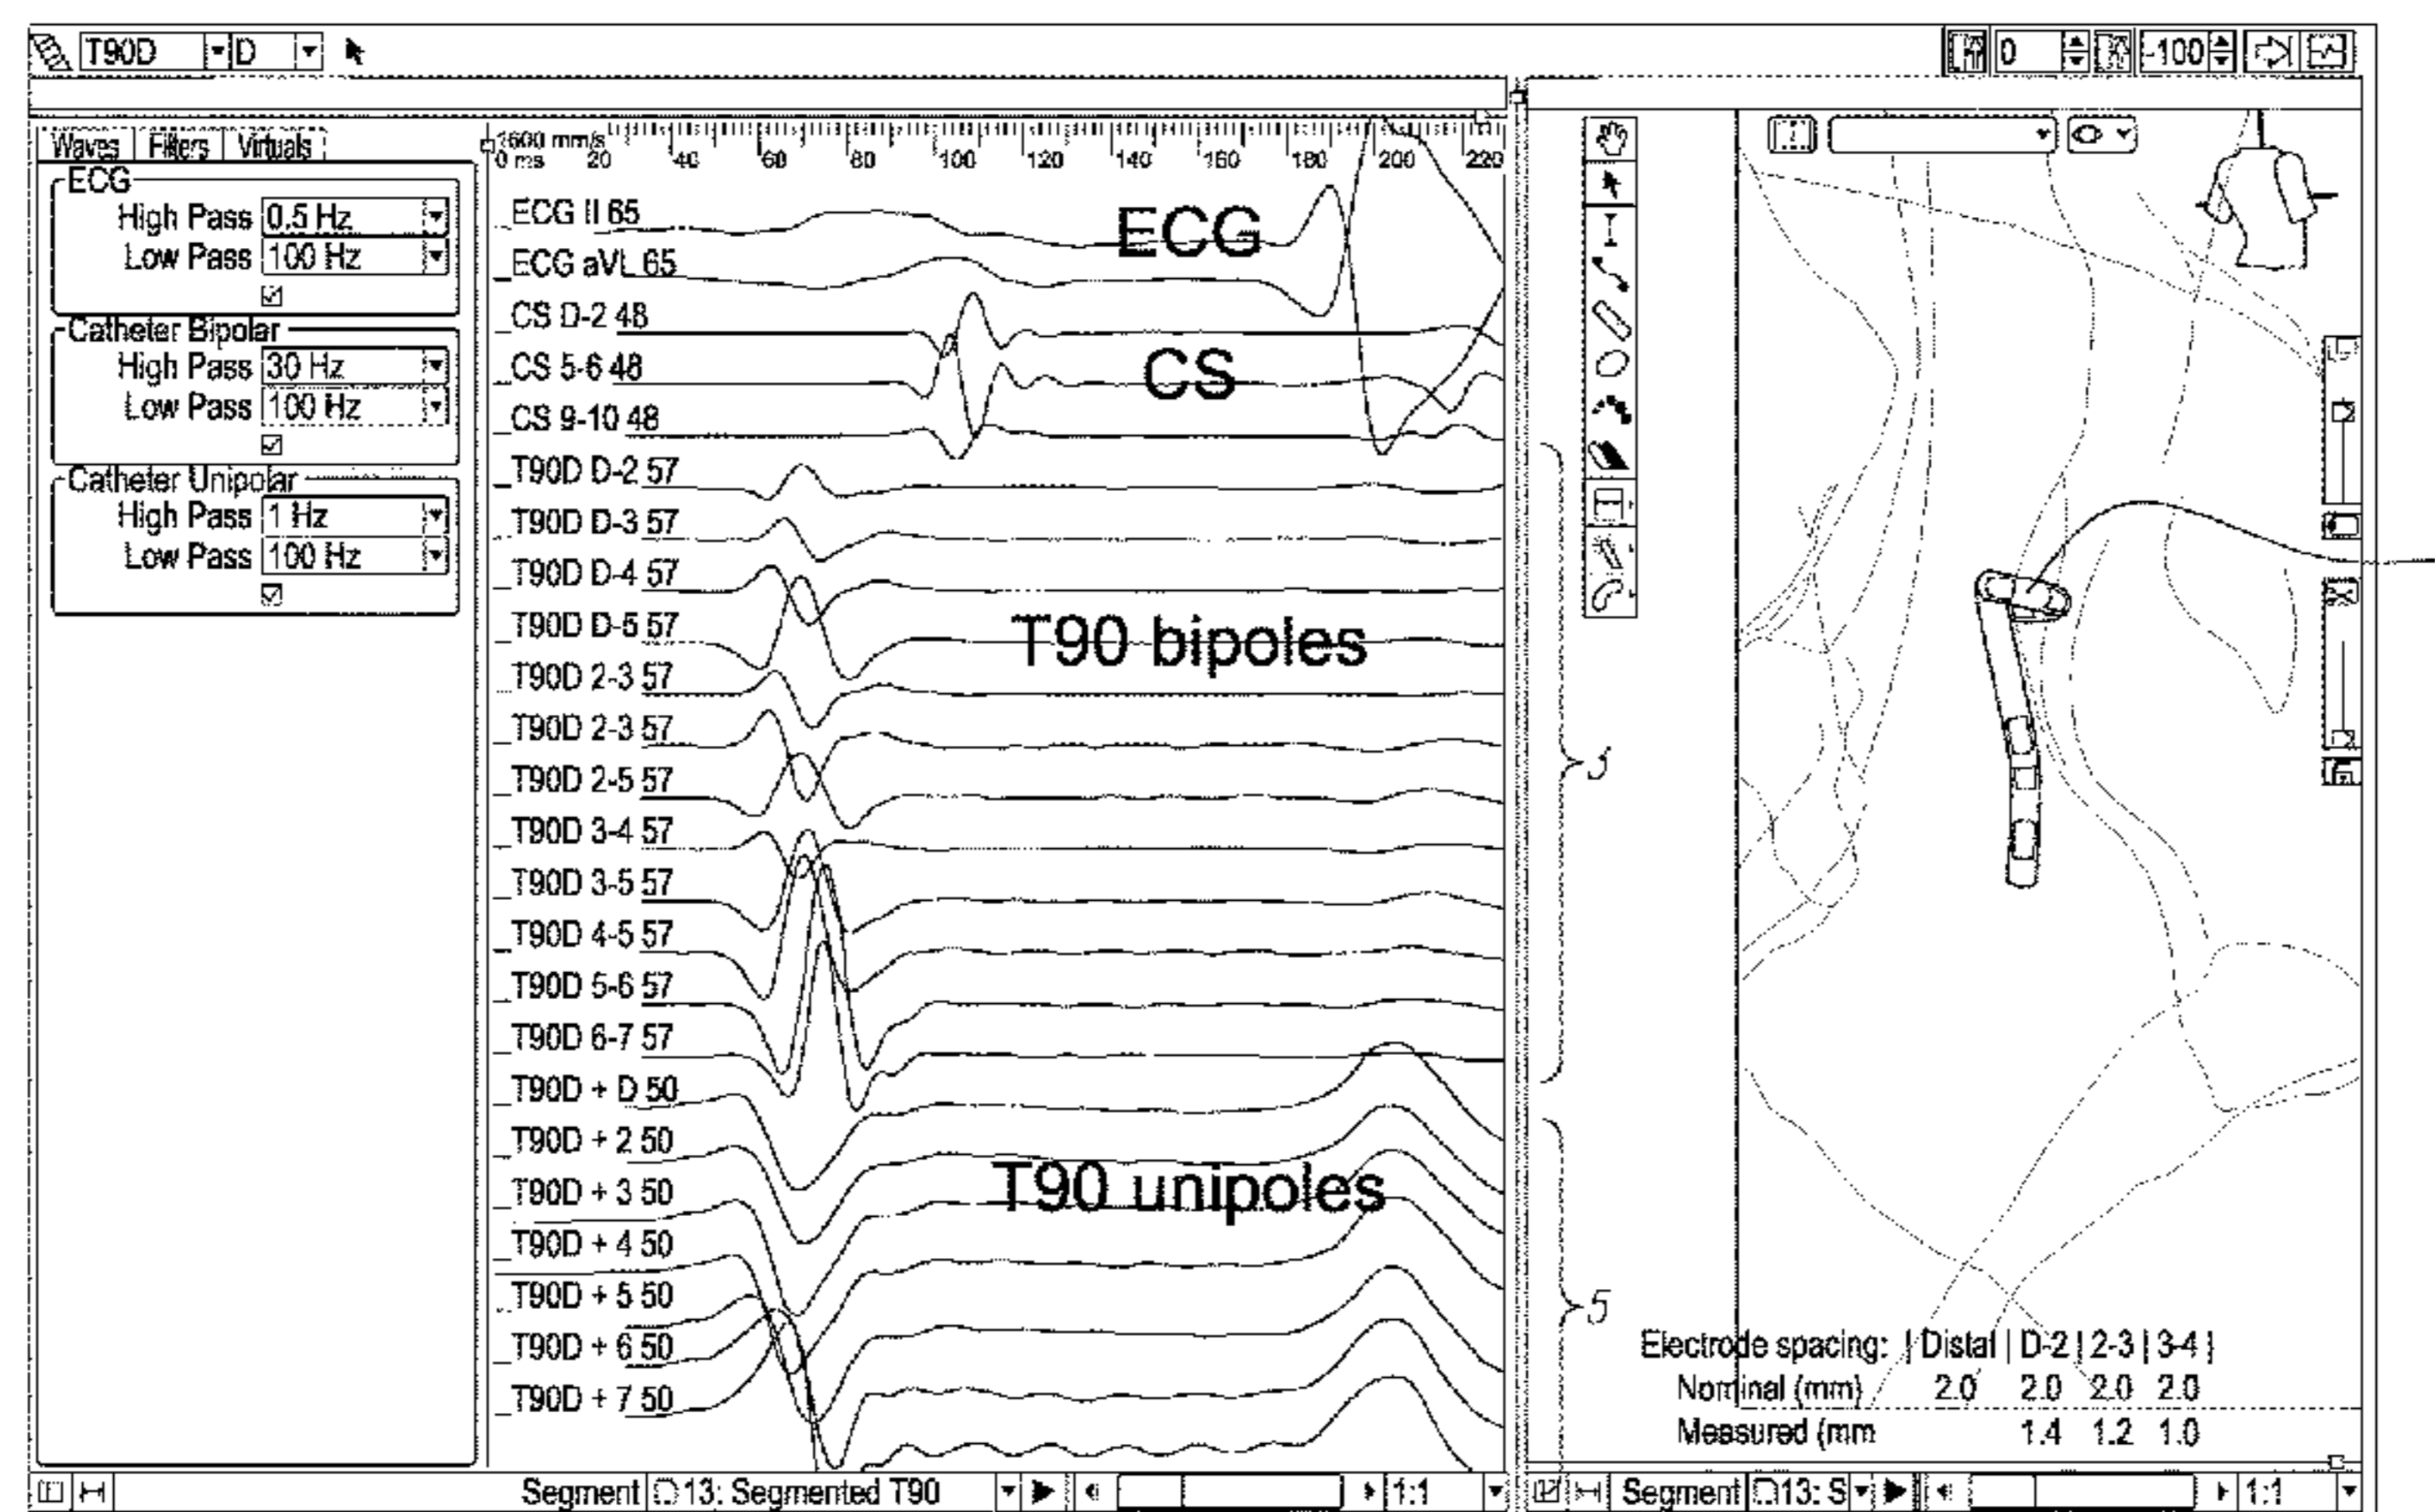 T90D D
0 -100
Waves Filters Virtuals
ECG
High Pass 0.5 Hz
Low Pass 100 Hz
Catheter Bipolar
High Pass 30 Hz
Low Pass 100 Hz
Catheter Unipolar
High Pass 1 Hz
Low Pass 100 Hz
1600 mm/s
0 ms 20 40 60 80 100 120 140 160 180 200 220
ECG II 65
ECG aVL 65
ECG
CS D-2 48
CS 5-6 48
CS
CS 9-10 48
T90D D-2 57
T90D D-3 57
T90D D-4 57
T90D D-5 57
T90 bipoles
T90D 2-3 57
T90D 2-3 57
T90D 2-5 57
T90D 3-4 57
T90D 3-5 57
T90D 4-5 57
T90D 5-6 57
T90D 6-7 57
T90D + D 50
T90D + 2 50
T90D + 3 50
T90 unipoles
T90D + 4 50
T90D + 5 50
T90D + 6 50
T90D + 7 50
5
Electrode spacing: | Distal | D-2 | 2-3 | 3-4 |
Nominal (mm) 2.0 2.0 2.0 2.0
Measured (mm 1.4 1.2 1.0
Segment 13: Segmented T90 1:1
Segment 13: S 1:1